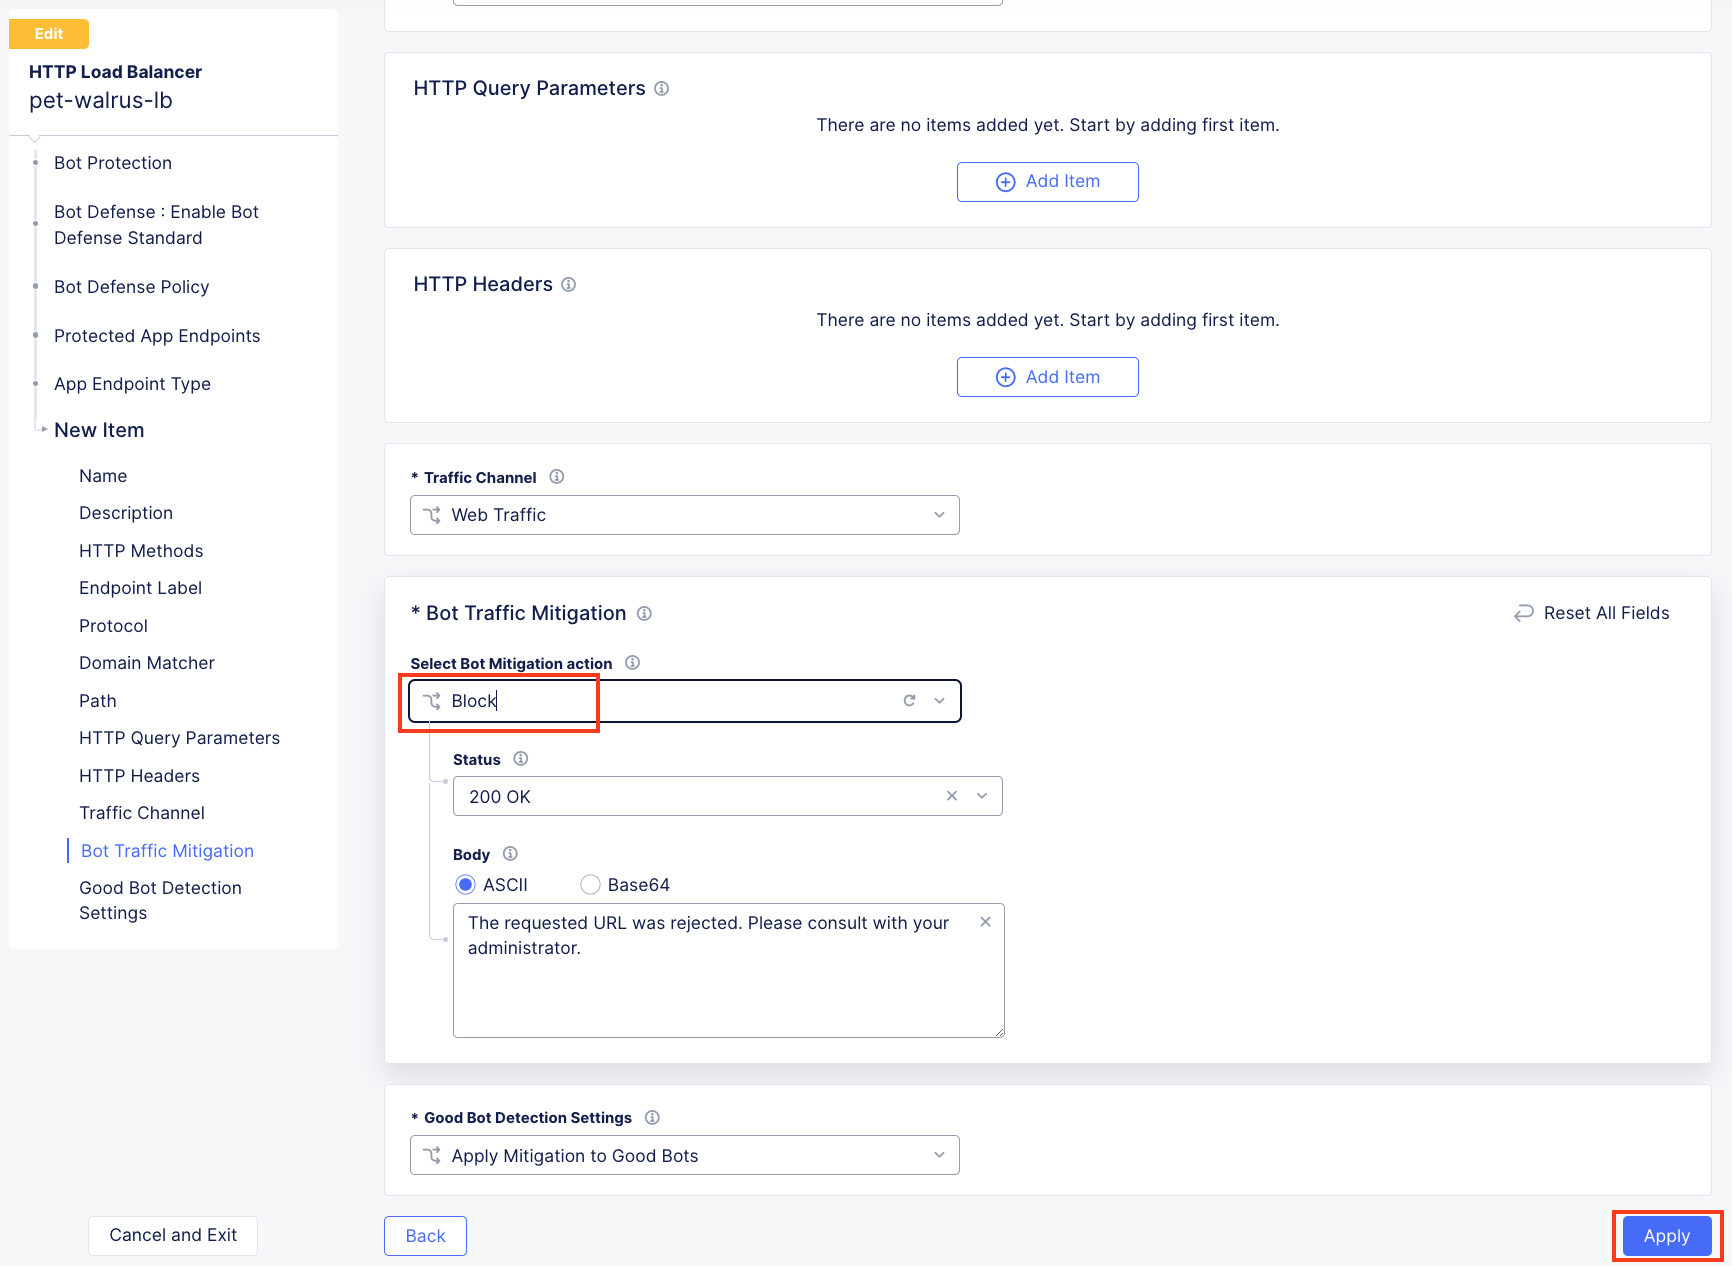 Edit
HTTP Load Balancer
pet-walrus-lb
Bot Protection
Bot Defense : Enable Bot
Defense Standard
Bot Defense Policy
Protected App Endpoints
App Endpoint Type
New Item
Name
Description
HTTP Methods
Endpoint Label
Protocol
Domain Matcher
Path
HTTP Query Parameters
HTTP Headers
Traffic Channel
Bot Traffic Mitigation
Good Bot Detection
Settings
Cancel and Exit
HTTP Query Parameters
There are no items added yet. Start by adding first item.
Add Item
HTTP Headers
There are no items added yet. Start by adding first item.
Add Item
* Traffic Channel
Web Traffic
* Bot Traffic Mitigation
Reset All Fields
Select Bot Mitigation action
Block
Status
200 OK
Body
ASCII Base64
The requested URL was rejected. Please consult with your
administrator.
* Good Bot Detection Settings
Apply Mitigation to Good Bots
Back
Apply